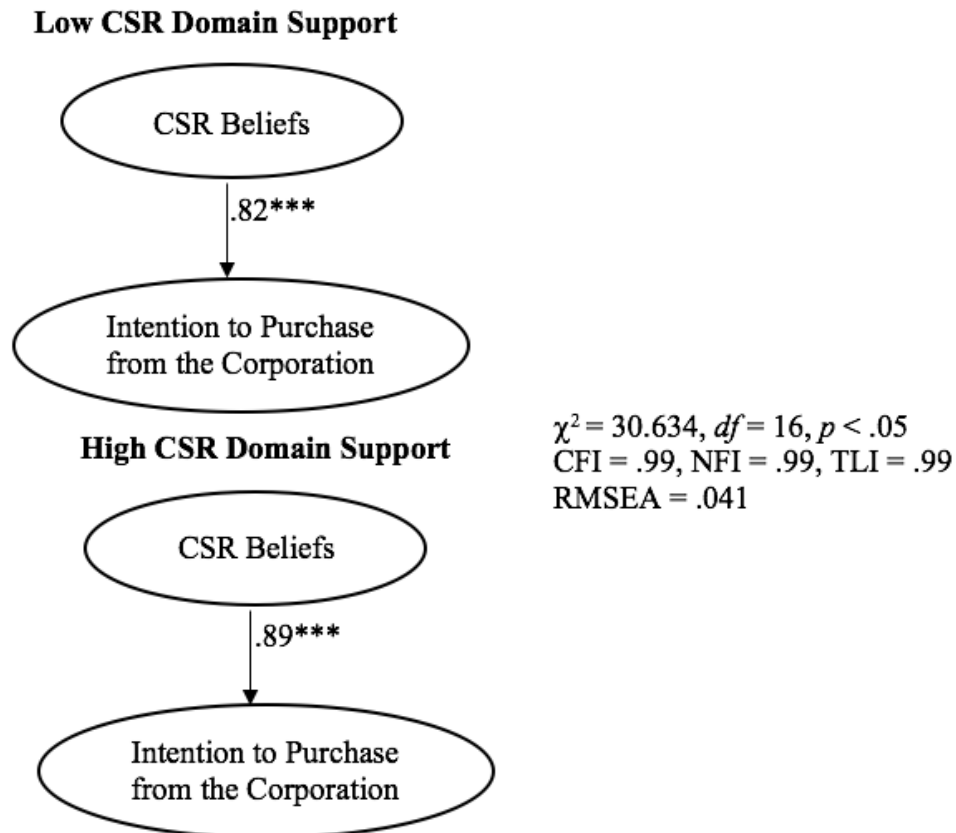 Low CSR Domain Support
CSR Beliefs
.82***
Intention to Purchase
from the Corporation
High CSR Domain Support
CSR Beliefs
.89***
Intention to Purchase
from the Corporation
χ² = 30.634, df = 16, p < .05
CFI = .99, NFI = .99, TLI = .99
RMSEA = .041